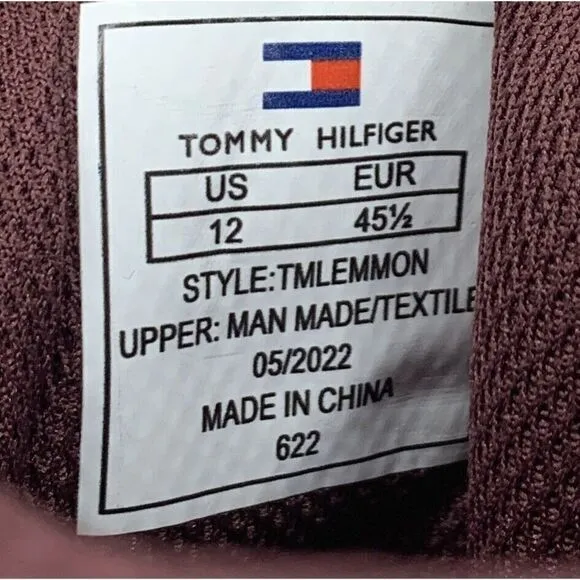 TOMMY HILFIGER
US EUR
12 45½
STYLE:TMLEMMON
UPPER: MAN MADE/TEXTILE
05/2022
MADE IN CHINA
622